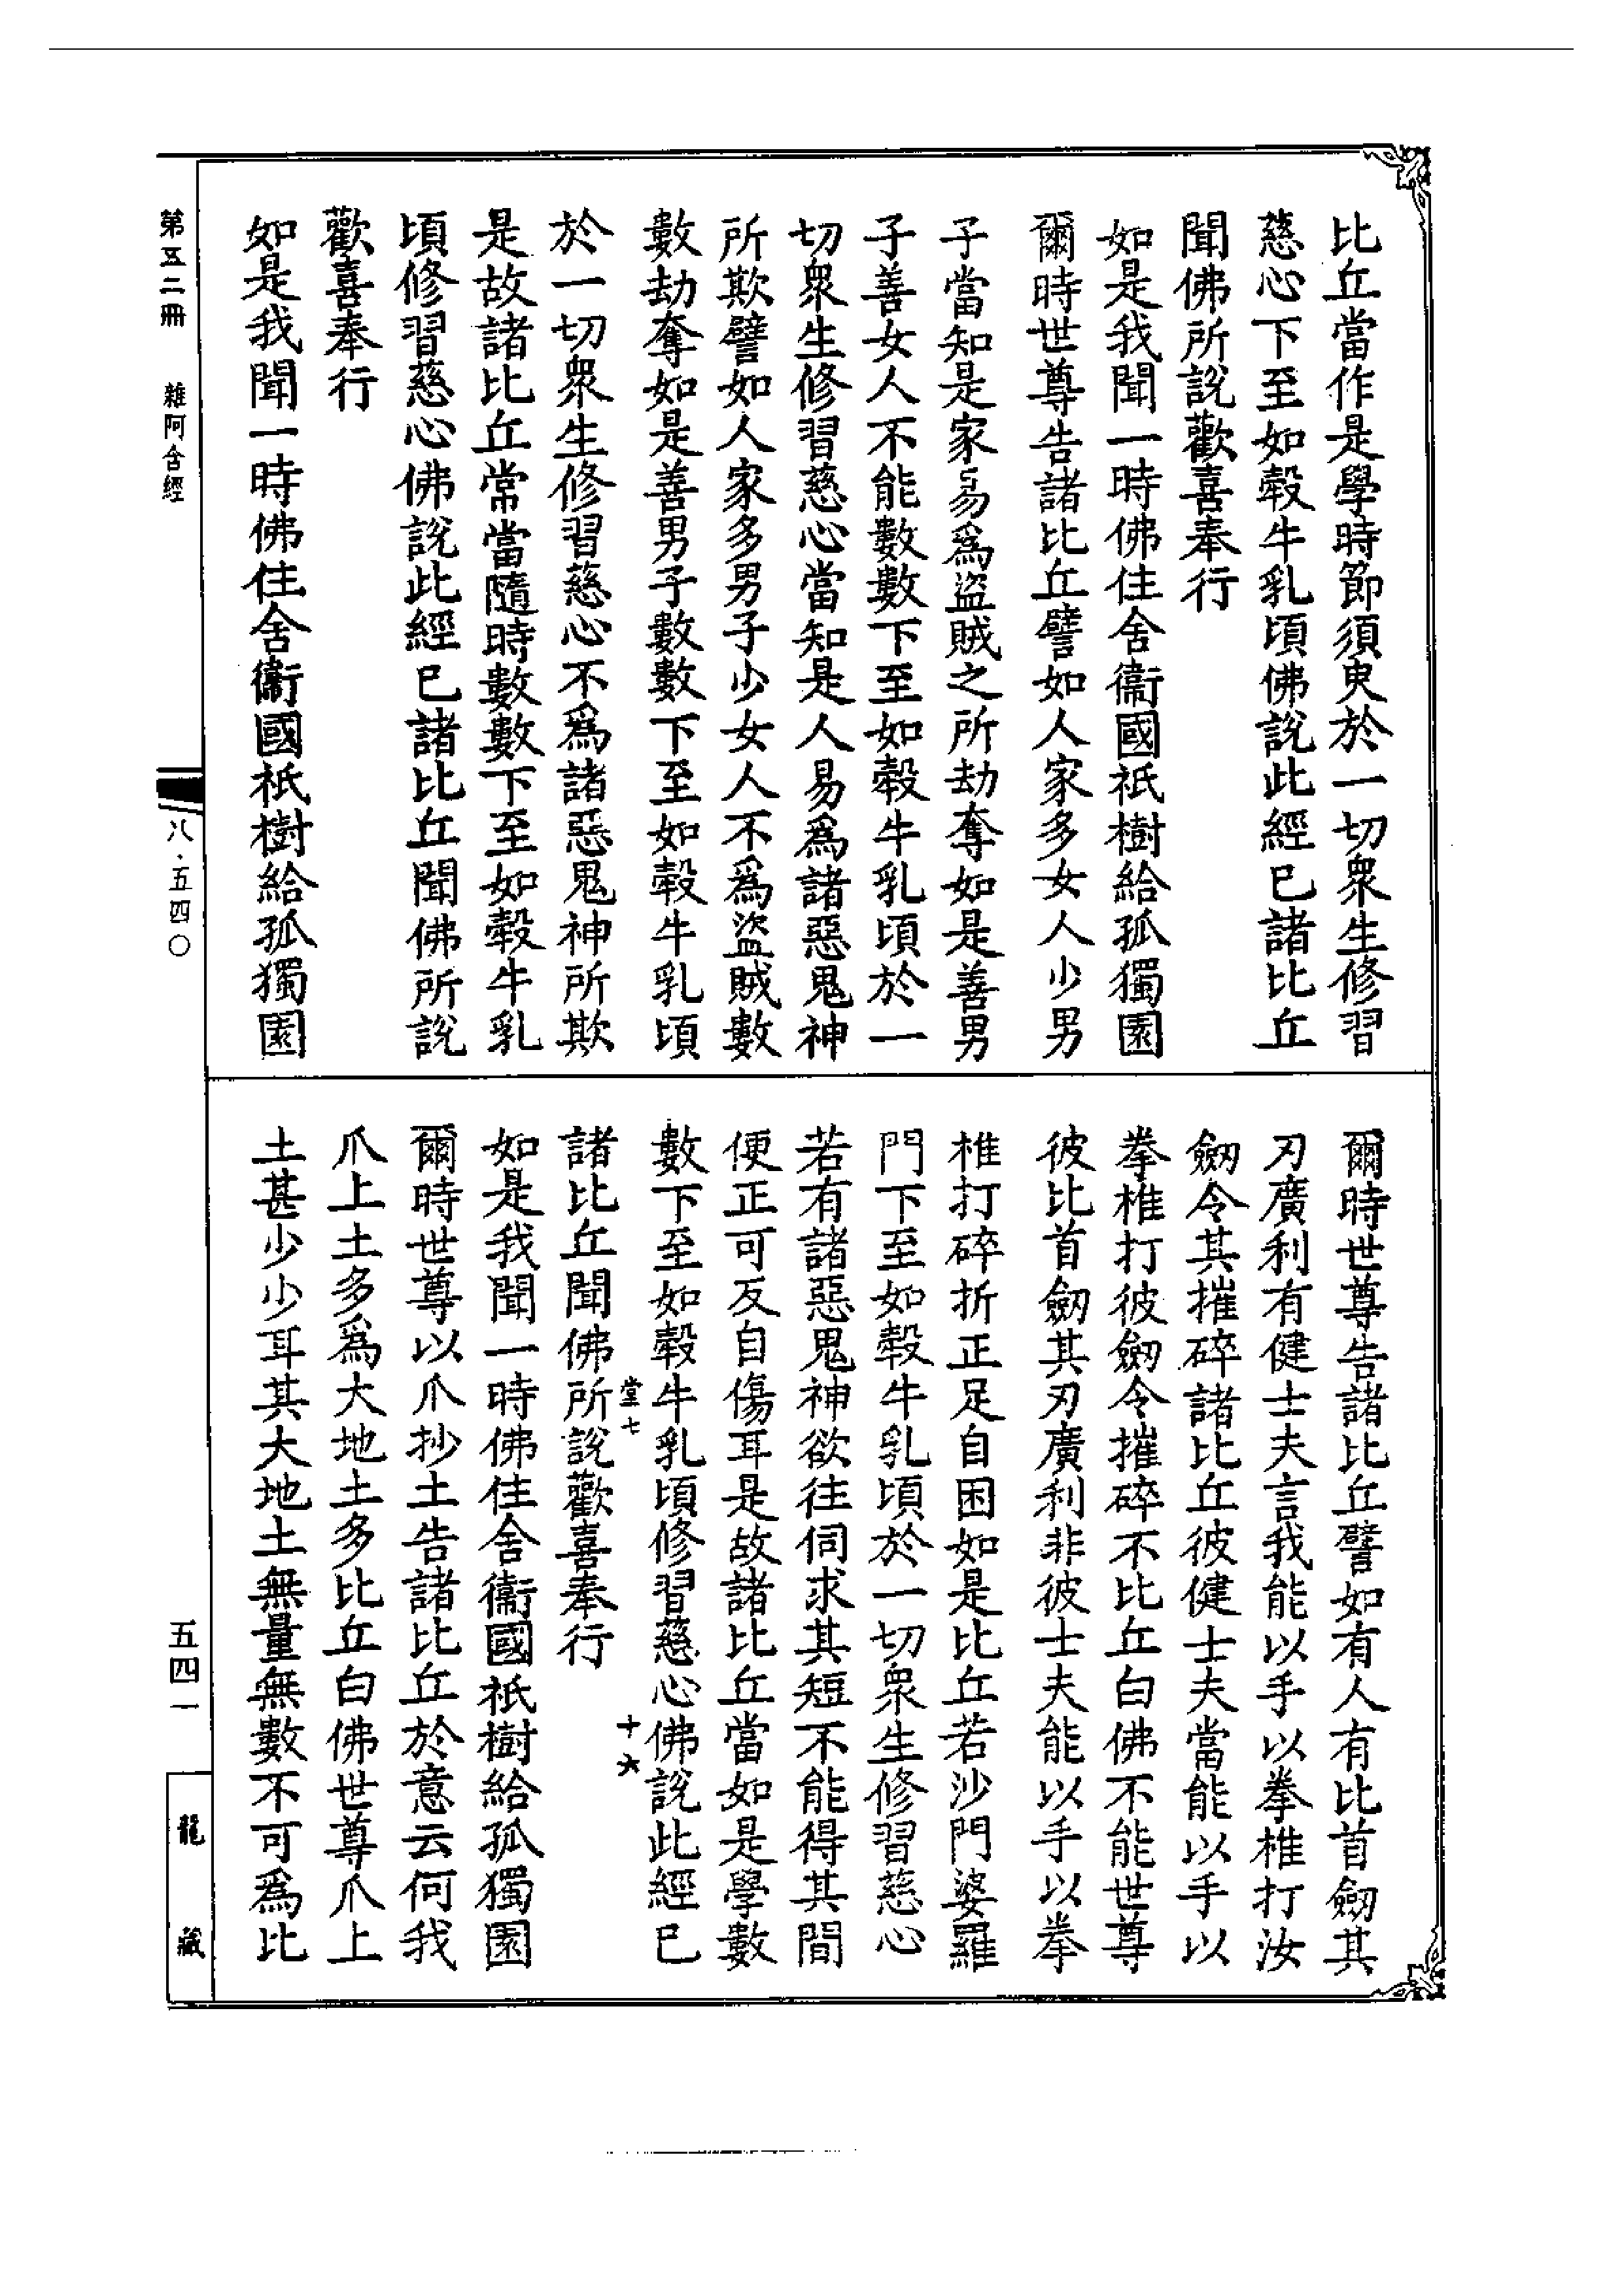 比丘當作是學時節須臾於一切衆生修習
慈心下至如𤛓牛乳頃佛說此經已諸比丘
聞佛所說歡喜奉行
如是我聞一時佛住舍衞國祇樹給孤獨園
爾時世尊告諸比丘譬如人家多女人少男
子當知是家易爲盜賊之所劫奪如是善男
子善女人不能數數下至如𤛓牛乳頃於一
切衆生修習慈心當知是人易爲諸惡鬼神
所欺譬如人家多男子少女人不爲盜賊數
數劫奪如是善男子數數下至如𤛓牛乳頃
於一切衆生修習慈心不爲諸惡鬼神所欺
是故諸比丘常當隨時數數下至如𤛓牛乳
頃修習慈心佛說此經已諸比丘聞佛所說
歡喜奉行
如是我聞一時佛住舍衞國祇樹給孤獨園
爾時世尊告諸比丘譬如有人有比首劒其
刃廣利有健士夫言我能以手以拳椎打汝
劒令其摧碎諸比丘彼健士夫當能以手以
拳椎打彼劒令摧碎不比丘白佛不能世尊
彼比首劒其刃廣利非彼士夫能以手以拳
椎打碎折正足自困如是比丘若沙門婆羅
門下至如𤛓牛乳頃於一切衆生修習慈心
若有諸惡鬼神欲往伺求其短不能得其間
便正可反自傷耳是故諸比丘當如是學數
數下至如𤛓牛乳頃修習慈心佛說此經已
堂七 十六
諸比丘聞佛所說歡喜奉行
如是我聞一時佛住舍衞國祇樹給孤獨園
爾時世尊以爪抄土告諸比丘於意云何我
爪上土多爲大地土多比丘白佛世尊爪上
土甚少少耳其大地土無量無數不可爲比
第五二冊 雜阿含經
八·五四〇
五四一
龍藏